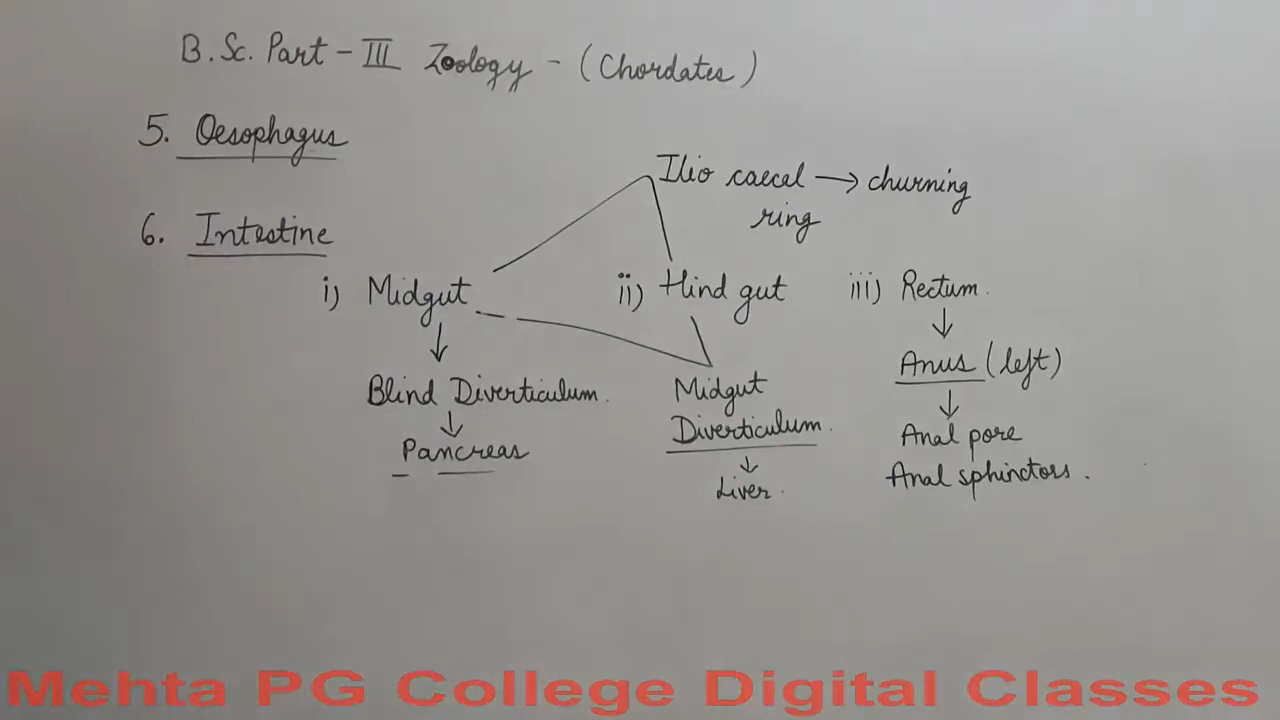 B.Sc. Part - III Zoology - (Chordates)
5. Oesophagus
Ilio caecal → churning
ring
6. Intestine
i) Midgut ii) Hind gut iii) Rectum.
↓ ↓
Blind Diverticulum. Midgut Anus (left)
↓ Diverticulum. ↓
Pancreas ↓ Anal pore
Liver. Anal sphinctors.
Mehta PG College Digital Classes